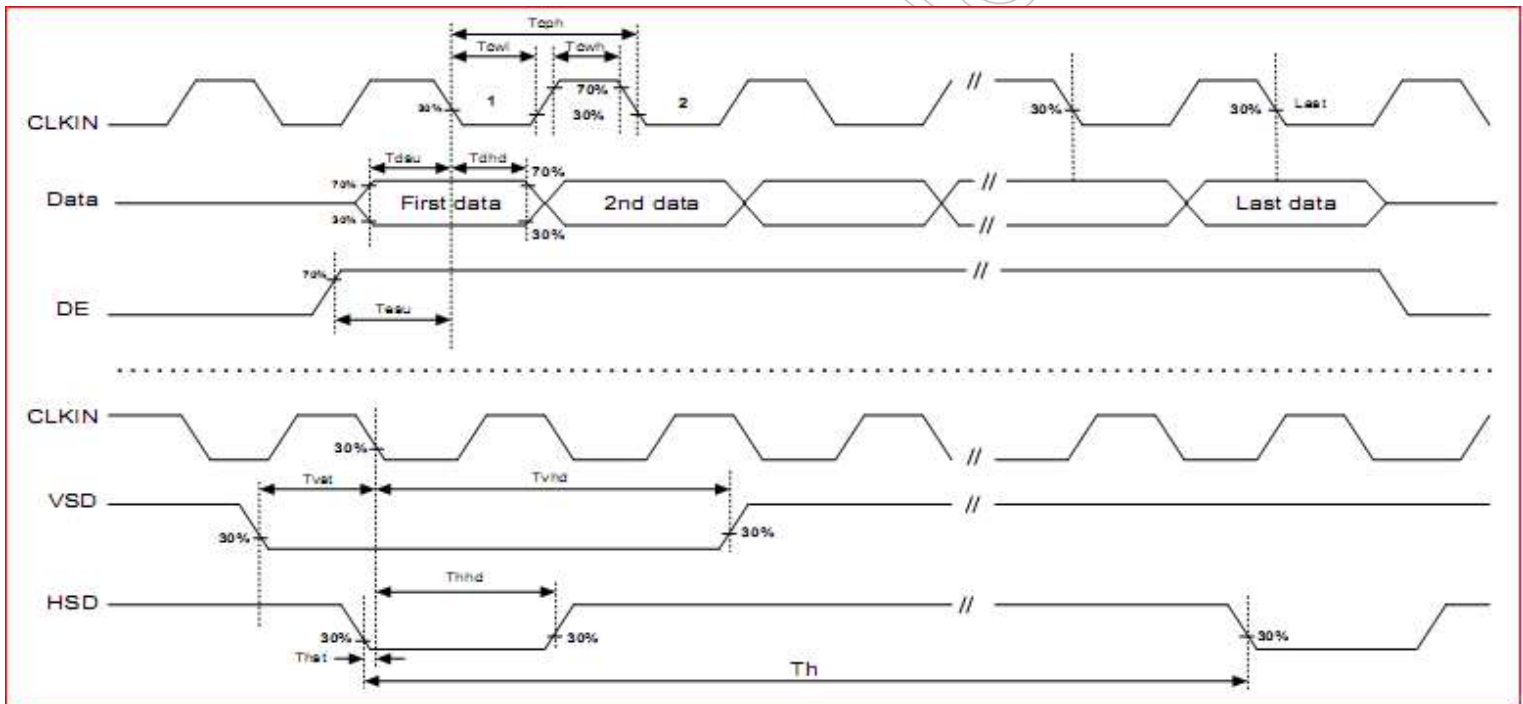 Tcph
Tcwl Tcwh
CLKIN 30% 1 70% 30% 2 // 30% 30% Last
Tdsu Tdhd
Data 70% 30% First data 70% 30% 2nd data // // Last data
DE 70% //
Tesu
CLKIN 30% //
Tvst Tvhd
VSD 30% 30% //
Thhd
HSD 30% 30% // 30%
Thst
Th